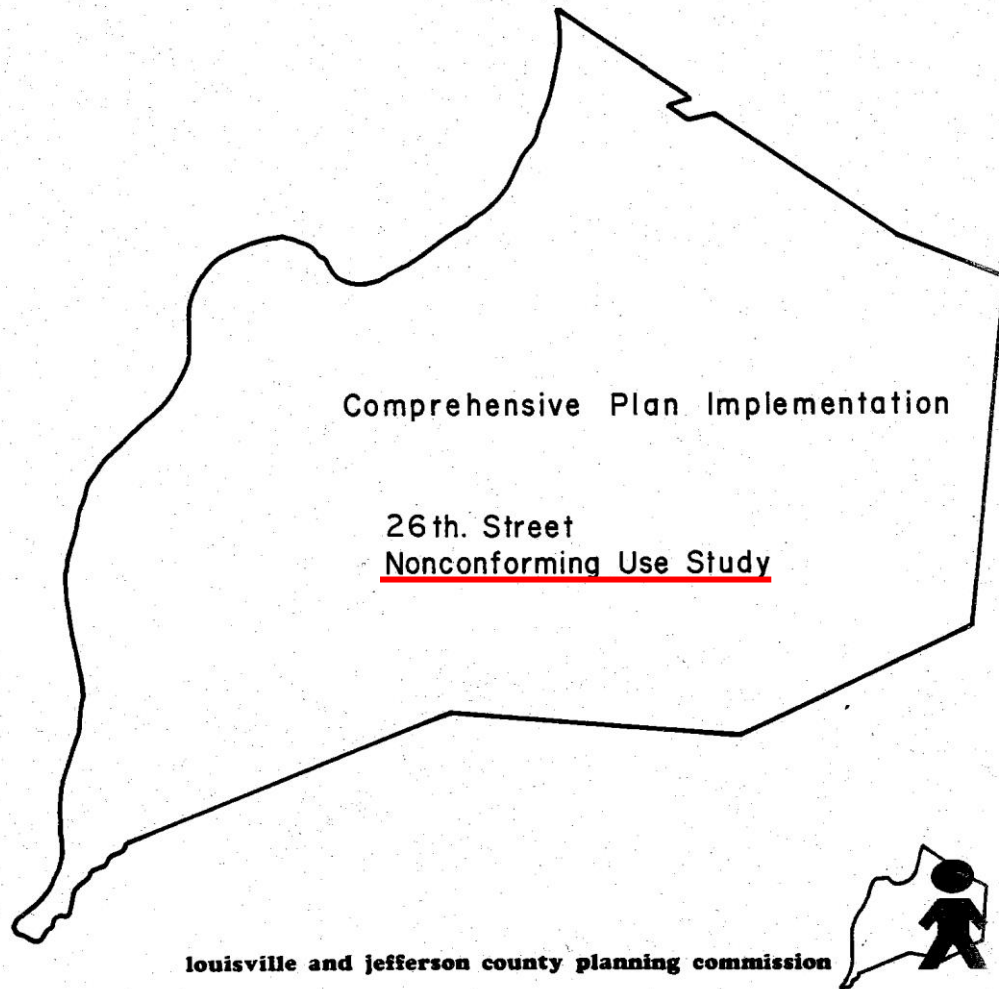 Comprehensive Plan Implementation
26th. Street
Nonconforming Use Study
louisville and jefferson county planning commission